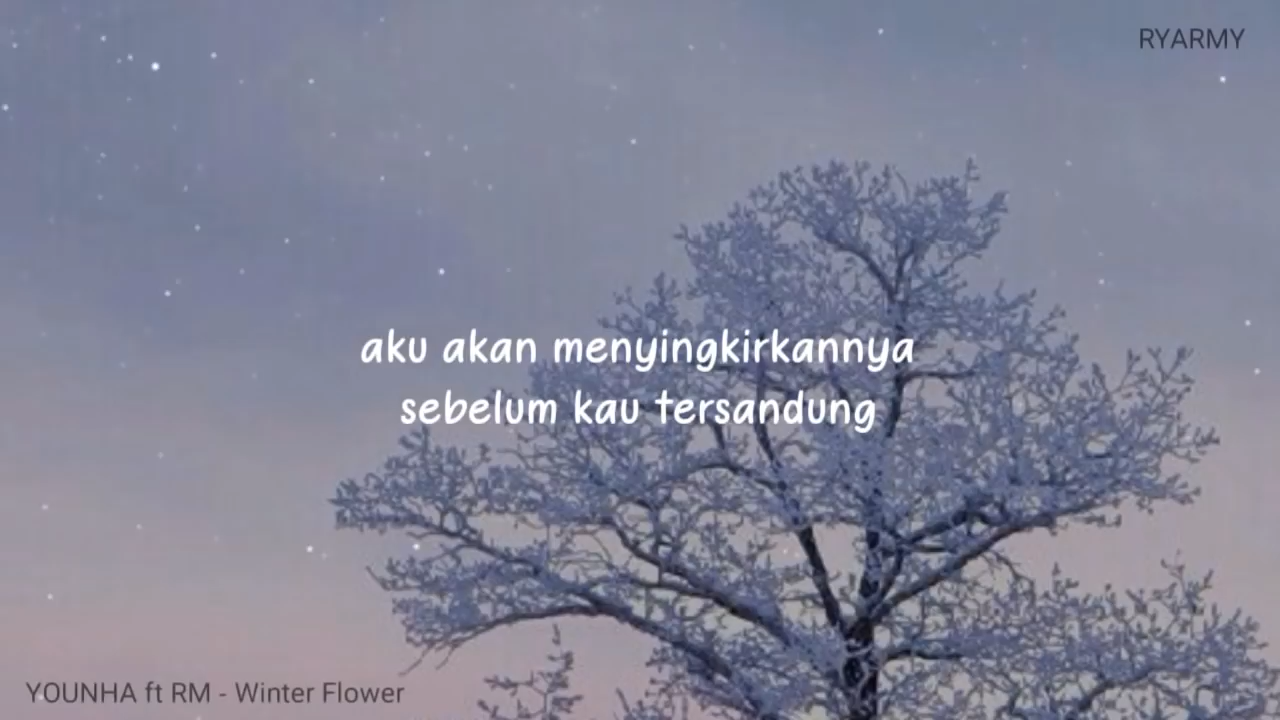 RYARMY
aku akan menyingkirkannya
sebelum kau tersandung
YOUNHA ft RM - Winter Flower